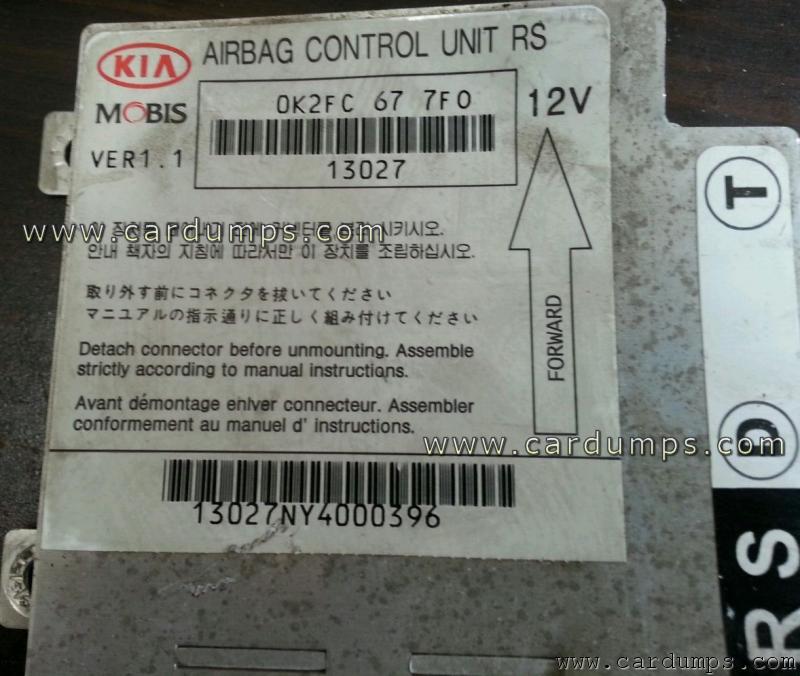 KIA AIRBAG CONTROL UNIT RS
MOBIS
0K2FC 67 7F0
12V
VER1.1
13027
www.cardumps.com
안내 책자의 지침에 따라서만 이 장치를 조립하십시오.
取り外す前にコネクタを抜いてください
マニュアルの指示通りに正しく組み付けてください
FORWARD
Detach connector before unmounting. Assemble
strictly according to manual instructions.
Avant démontage enlver connecteur. Assembler
conformement au manuel d' instructions.
www.cardumps.com
13027NY4000396
T
D
RS
www.cardumps.com